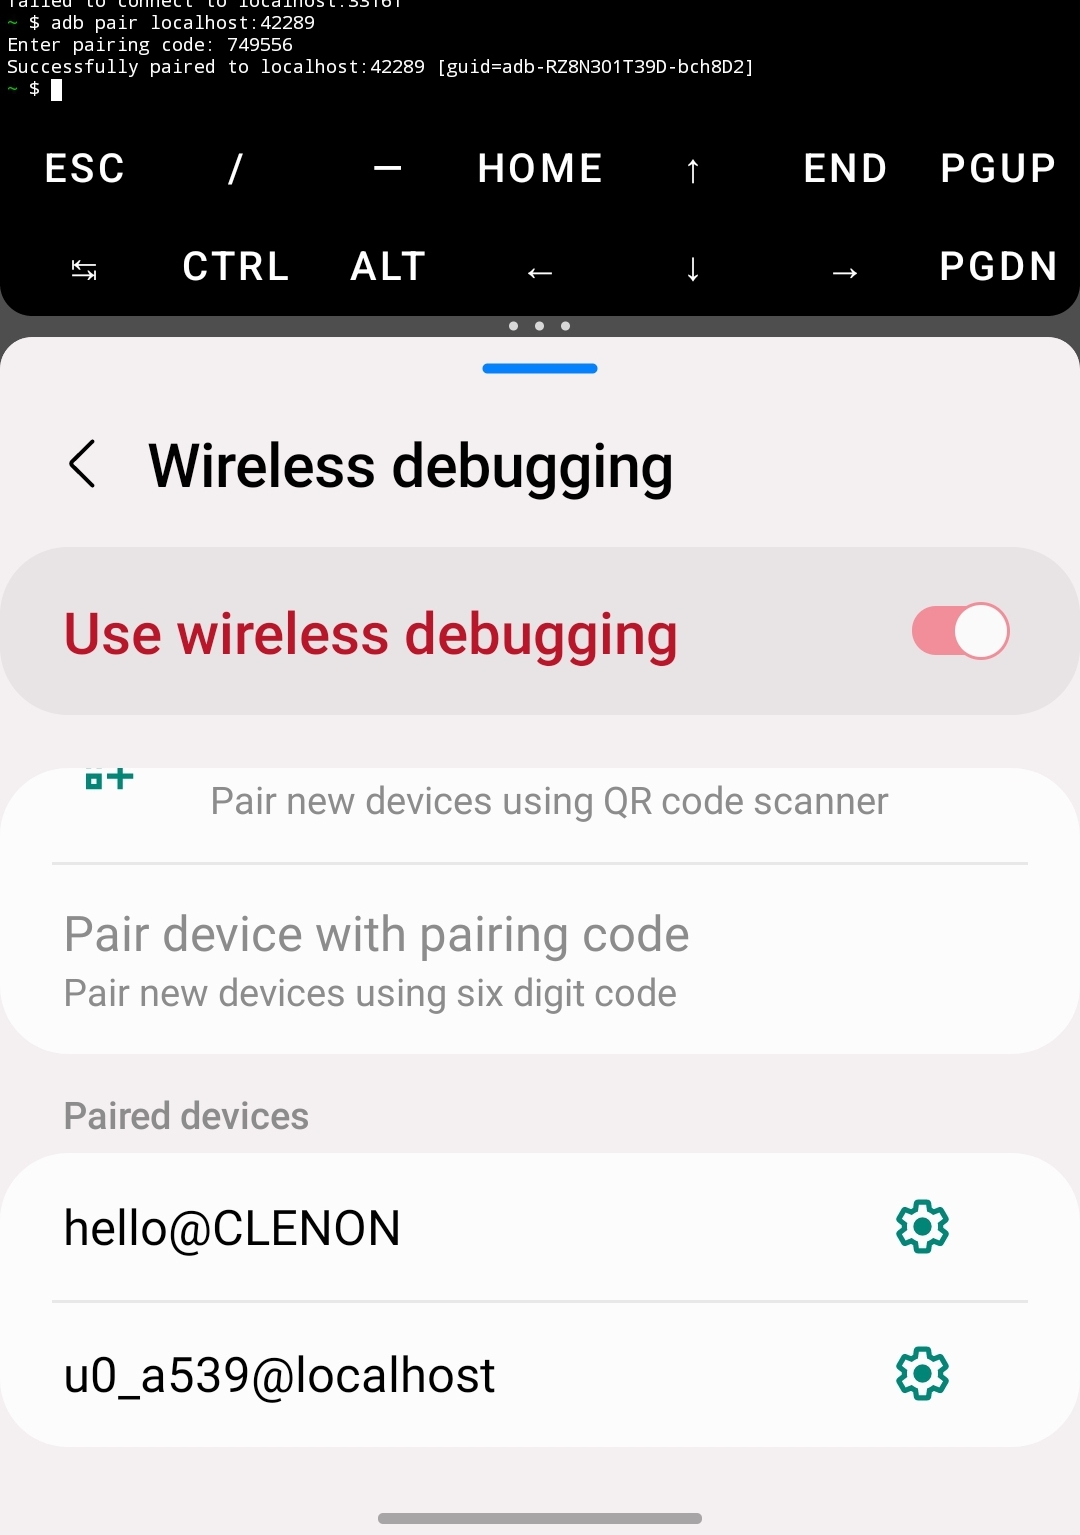 failed to connect to localhost:33161
~ $ adb pair localhost:42289
Enter pairing code: 749556
Successfully paired to localhost:42289 [guid=adb-RZ8N301T39D-bch8D2]
~ $
ESC / — HOME ↑ END PGUP
↹ CTRL ALT ← ↓ → PGDN
Wireless debugging
Use wireless debugging
Pair new devices using QR code scanner
Pair device with pairing code
Pair new devices using six digit code
Paired devices
hello@CLENON
u0_a539@localhost